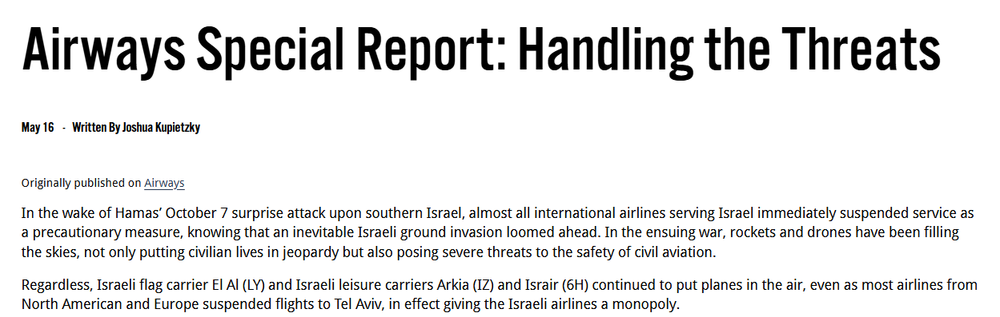 Airways Special Report: Handling the Threats
May 16 - Written By Joshua Kupietzky
Originally published on Airways
In the wake of Hamas’ October 7 surprise attack upon southern Israel, almost all international airlines serving Israel immediately suspended service as
a precautionary measure, knowing that an inevitable Israeli ground invasion loomed ahead. In the ensuing war, rockets and drones have been filling
the skies, not only putting civilian lives in jeopardy but also posing severe threats to the safety of civil aviation.
Regardless, Israeli flag carrier El Al (LY) and Israeli leisure carriers Arkia (IZ) and Israir (6H) continued to put planes in the air, even as most airlines from
North American and Europe suspended flights to Tel Aviv, in effect giving the Israeli airlines a monopoly.